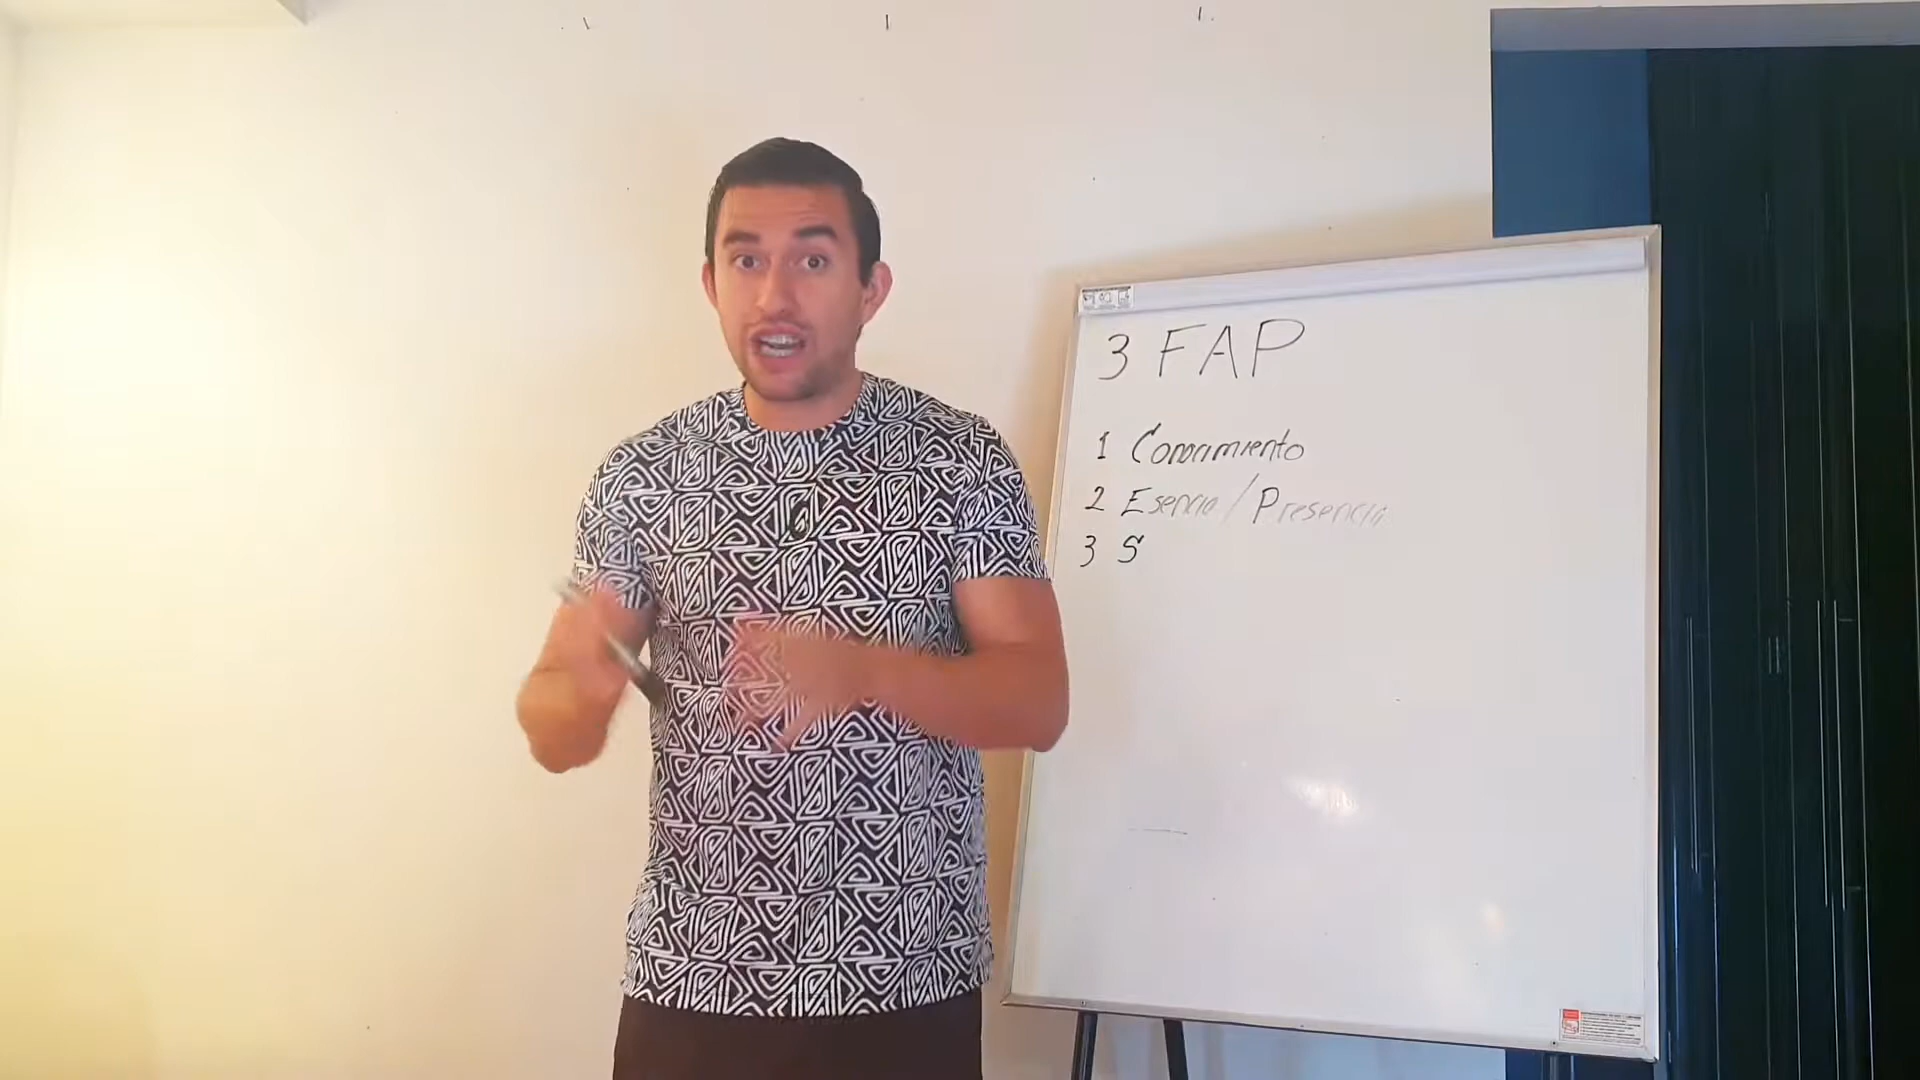 3 FAP
1 Conocimiento
2 Esencia/Presencia
3 S